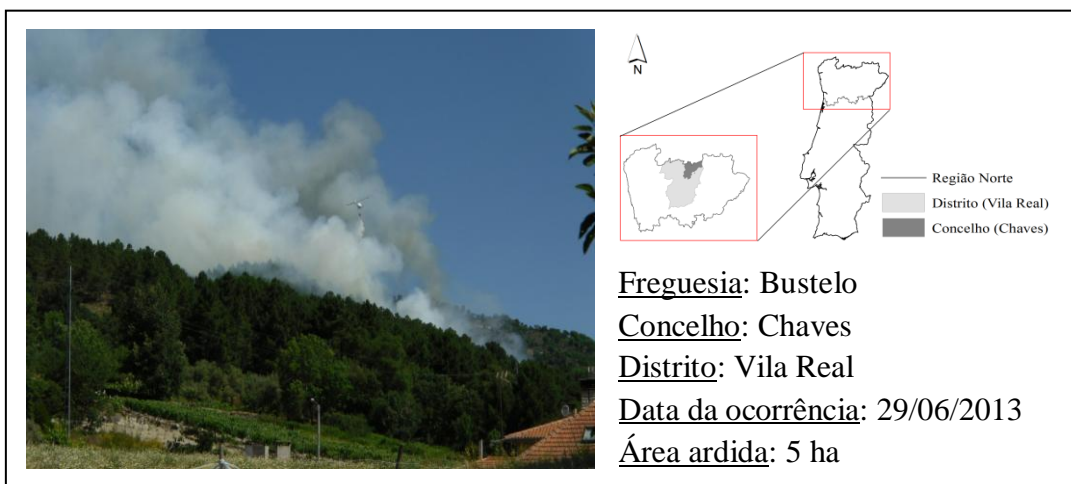 N
Região Norte
Distrito (Vila Real)
Concelho (Chaves)
Freguesia: Bustelo
Concelho: Chaves
Distrito: Vila Real
Data da ocorrência: 29/06/2013
Área ardida: 5 ha